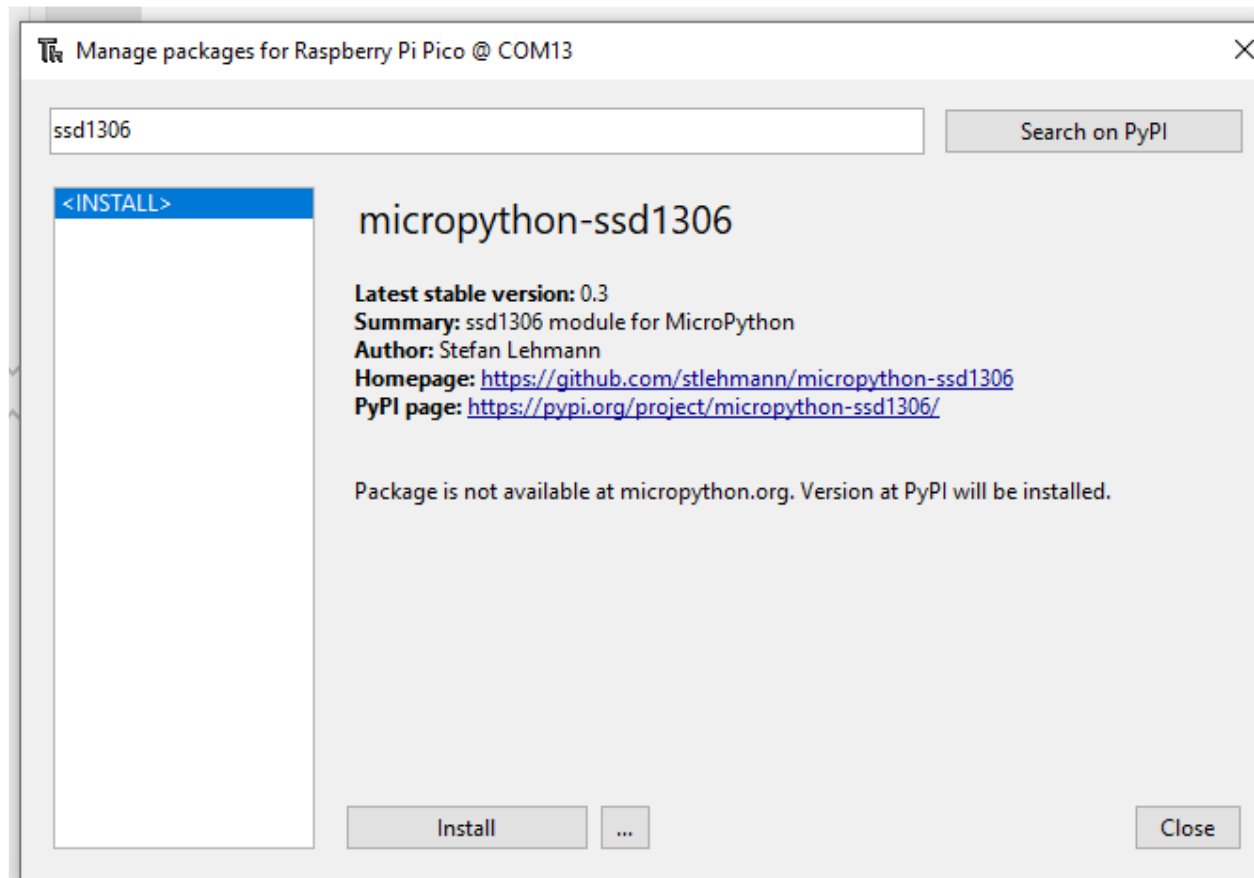 Manage packages for Raspberry Pi Pico @ COM13
ssd1306
Search on PyPI
<INSTALL>
micropython-ssd1306
Latest stable version: 0.3
Summary: ssd1306 module for MicroPython
Author: Stefan Lehmann
Homepage: https://github.com/stlehmann/micropython-ssd1306
PyPI page: https://pypi.org/project/micropython-ssd1306/
Package is not available at micropython.org. Version at PyPI will be installed.
Install
...
Close